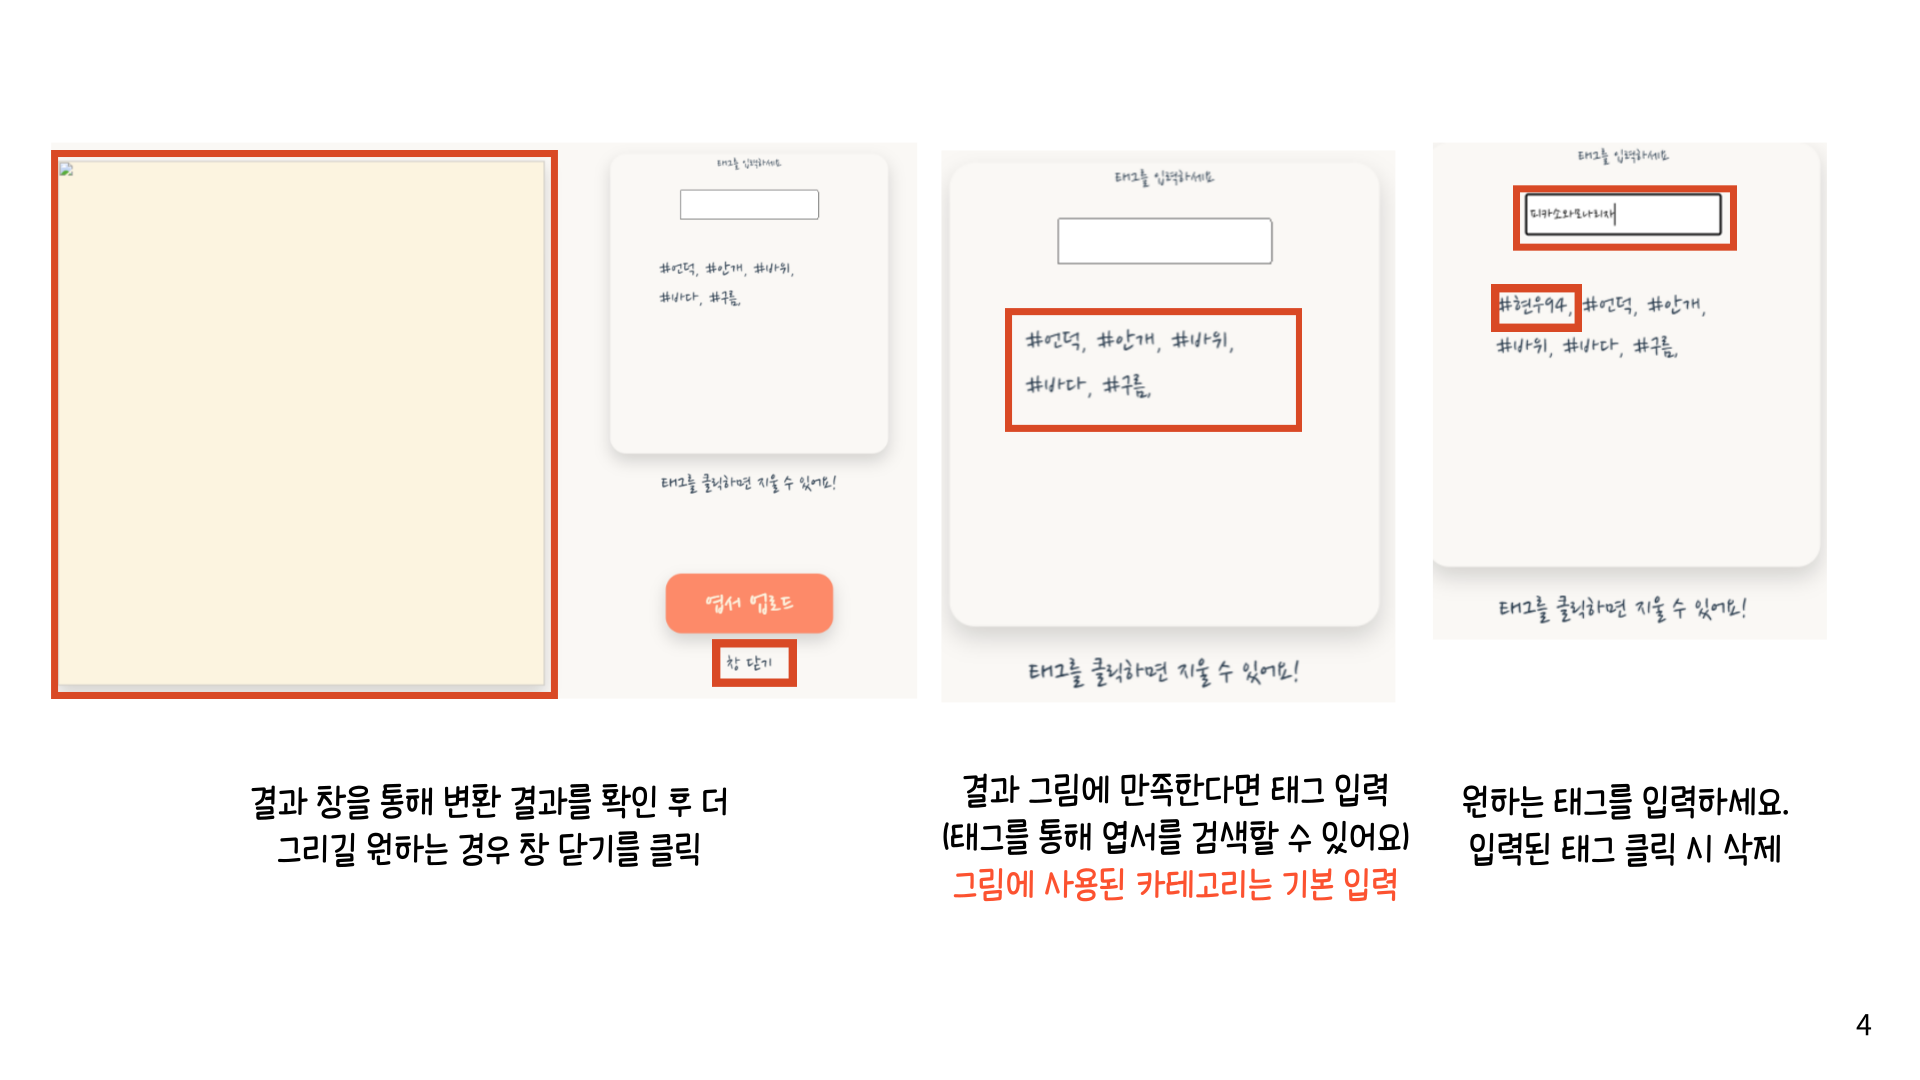 태그를 입력하세요
#언덕, #안개, #바위,
#바다, #구름,
태그를 클릭하면 지울 수 있어요!
엽서 업로드
창 닫기
결과 창을 통해 변환 결과를 확인 후 더
그리길 원하는 경우 창 닫기를 클릭
태그를 입력하세요
#언덕, #안개, #바위,
#바다, #구름,
태그를 클릭하면 지울 수 있어요!
결과 그림에 만족한다면 태그 입력
(태그를 통해 엽서를 검색할 수 있어요)
그림에 사용된 카테고리는 기본 입력
태그를 입력하세요
피카소와모나리자
#현우94, #언덕, #안개,
#바위, #바다, #구름,
태그를 클릭하면 지울 수 있어요!
원하는 태그를 입력하세요.
입력된 태그 클릭 시 삭제
4